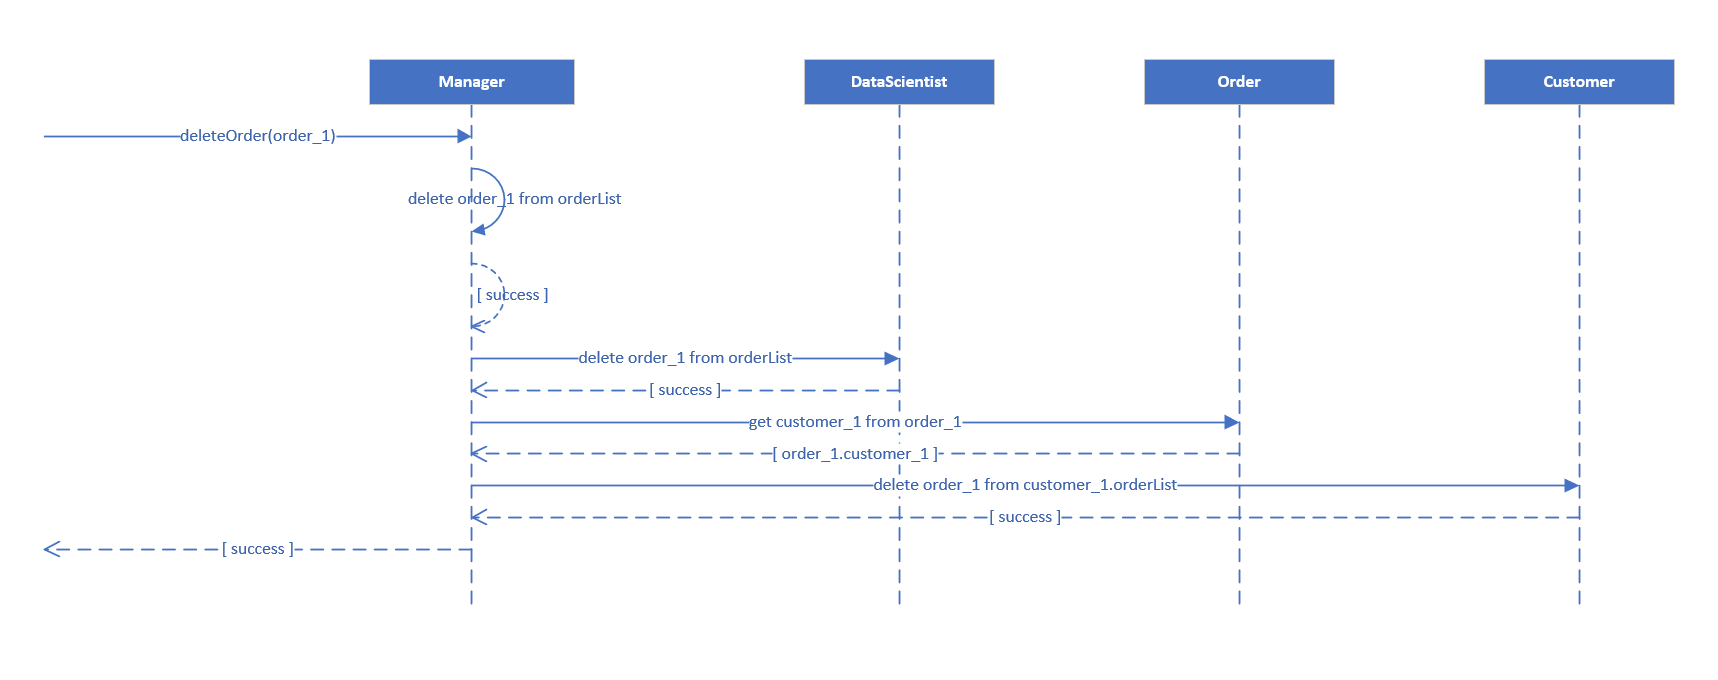 Manager
DataScientist
Order
Customer
deleteOrder(order_1)
delete order_1 from orderList
[ success ]
delete order_1 from orderList
[ success ]
get customer_1 from order_1
[ order_1.customer_1 ]
delete order_1 from customer_1.orderList
[ success ]
[ success ]